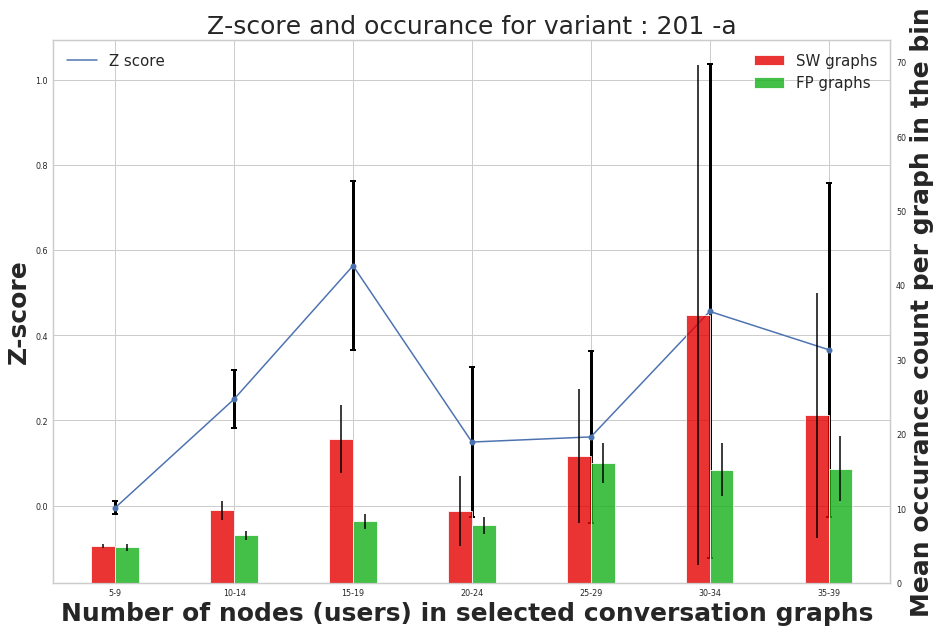 Z-score and occurance for variant : 201 -a
Z score
SW graphs
FP graphs
Z-score
1.0
0.8
0.6
0.4
0.2
0.0
70
60
50
40
30
20
10
0
Mean occurance count per graph in the bin
5-9 10-14 15-19 20-24 25-29 30-34 35-39
Number of nodes (users) in selected conversation graphs